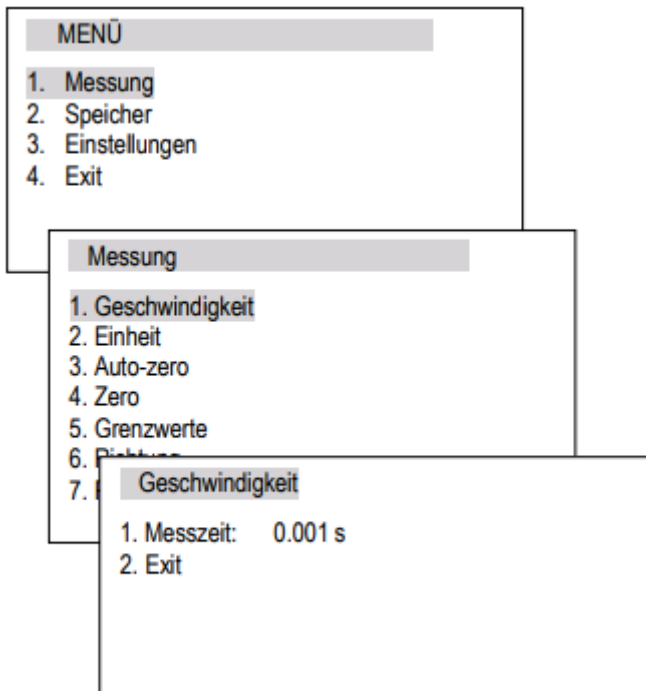 MENŪ
1. Messung
2. Speicher
3. Einstellungen
4. Exit
Messung
1. Geschwindigkeit
2. Einheit
3. Auto-zero
4. Zero
5. Grenzwerte
6.
7.
Geschwindigkeit
1. Messzeit: 0.001 s
2. Exit